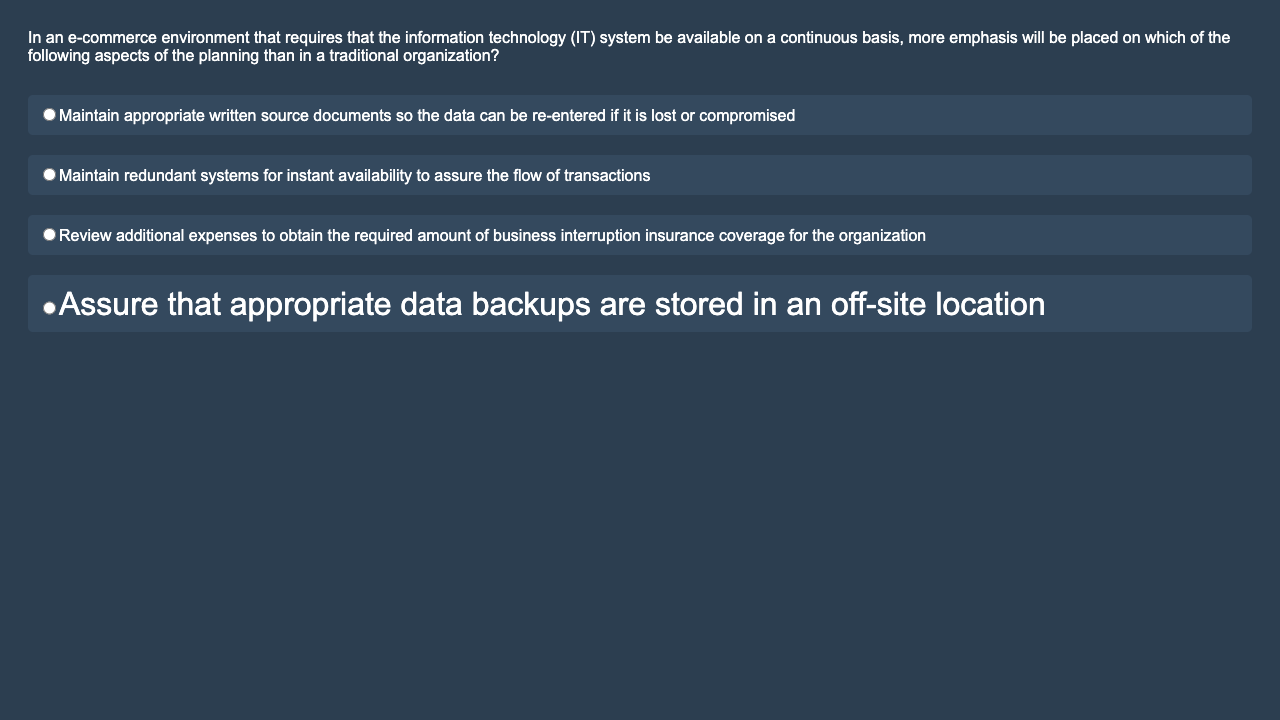 In an e-commerce environment that requires that the information technology (IT) system be available on a continuous basis, more emphasis will be placed on which of the
following aspects of the planning than in a traditional organization?
Maintain appropriate written source documents so the data can be re-entered if it is lost or compromised
Maintain redundant systems for instant availability to assure the flow of transactions
Review additional expenses to obtain the required amount of business interruption insurance coverage for the organization
Assure that appropriate data backups are stored in an off-site location